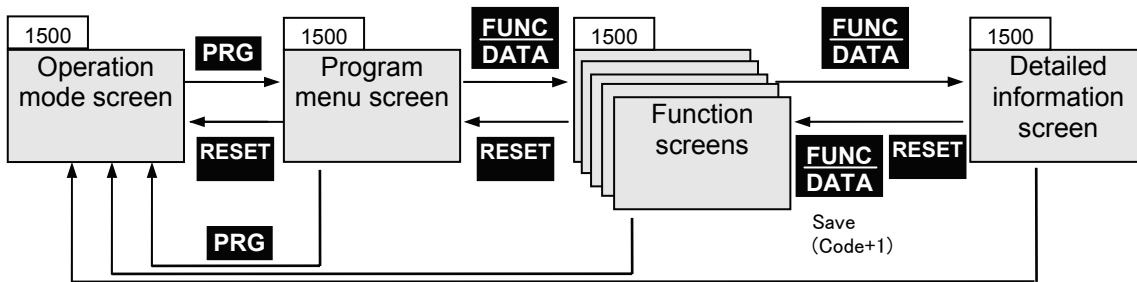 1500
Operation
mode screen
PRG
RESET
1500
Program
menu screen
FUNC
DATA
RESET
1500
Function
screens
FUNC
DATA
FUNC
DATA
RESET
Save
(Code+1)
1500
Detailed
information
screen
PRG